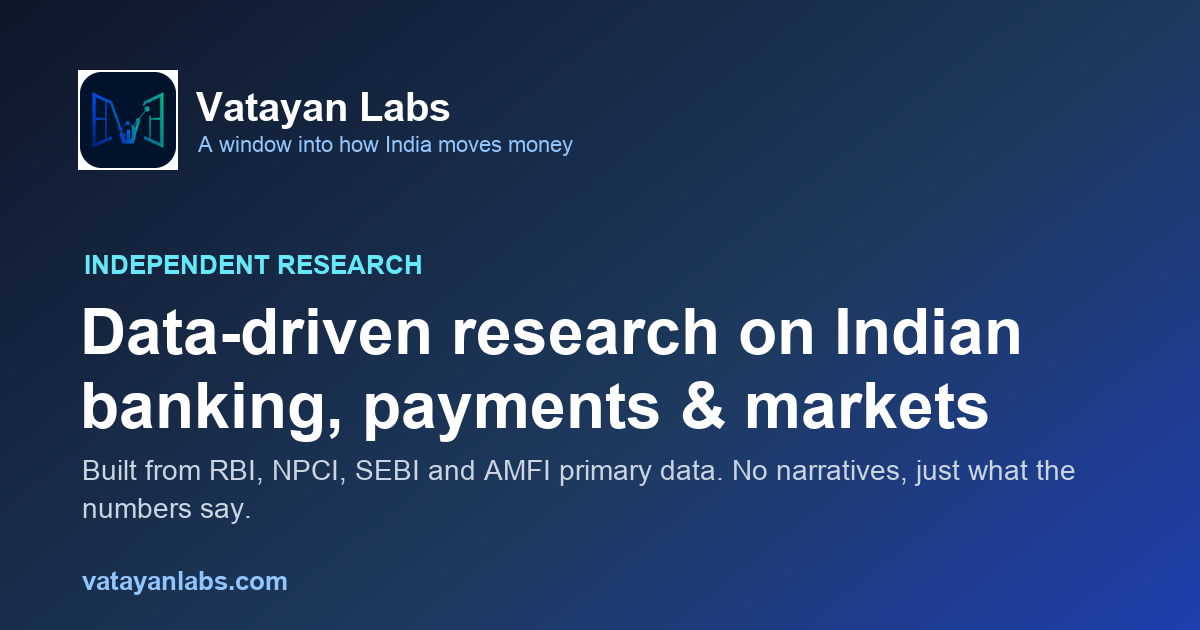 Vatayan Labs
A window into how India moves money
INDEPENDENT RESEARCH
Data-driven research on Indian
banking, payments & markets
Built from RBI, NPCI, SEBI and AMFI primary data. No narratives, just what the
numbers say.
vatayanlabs.com